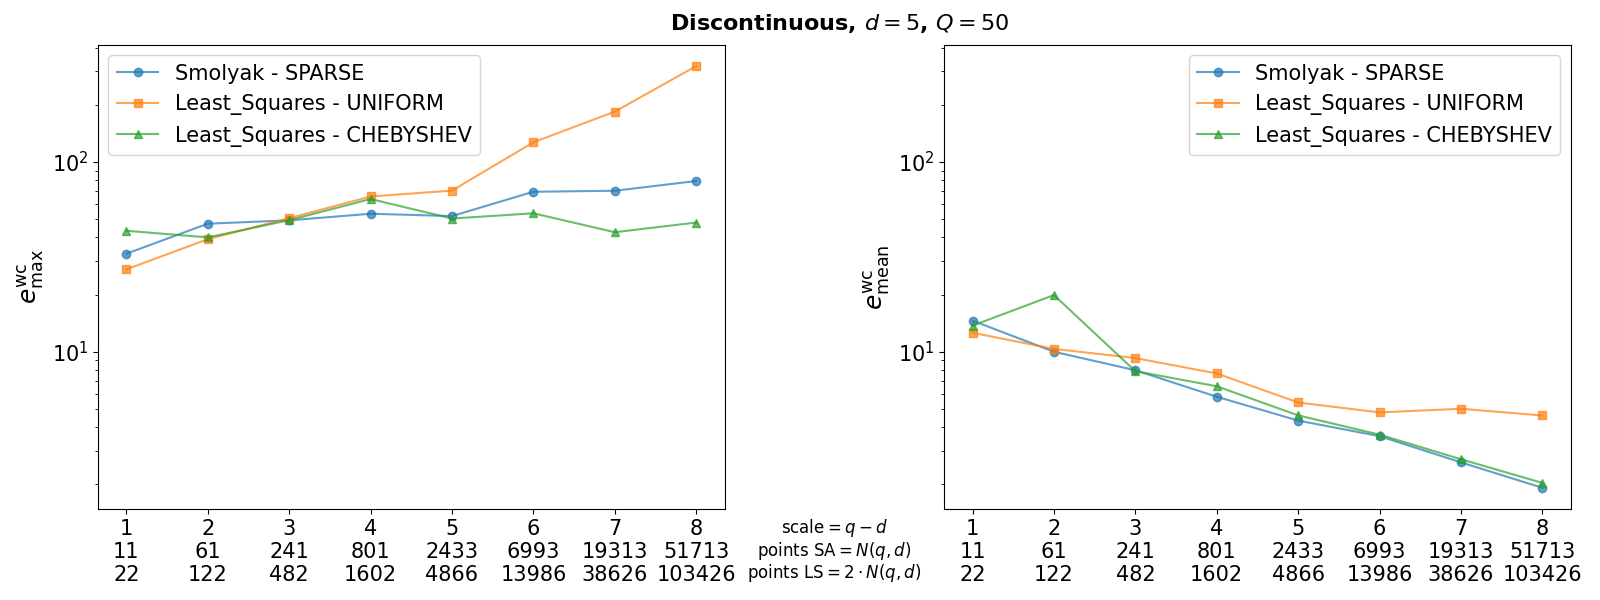 Discontinuous, d = 5, Q = 50
Smolyak - SPARSE
Least_Squares - UNIFORM
Least_Squares - CHEBYSHEV
10²
10¹
e^wc_max
1 2 3 4 5 6 7 8
11 61 241 801 2433 6993 19313 51713
22 122 482 1602 4866 13986 38626 103426
scale = q − d
points SA = N(q, d)
points LS = 2 · N(q, d)
Smolyak - SPARSE
Least_Squares - UNIFORM
Least_Squares - CHEBYSHEV
10²
10¹
e^wc_mean
1 2 3 4 5 6 7 8
11 61 241 801 2433 6993 19313 51713
22 122 482 1602 4866 13986 38626 103426